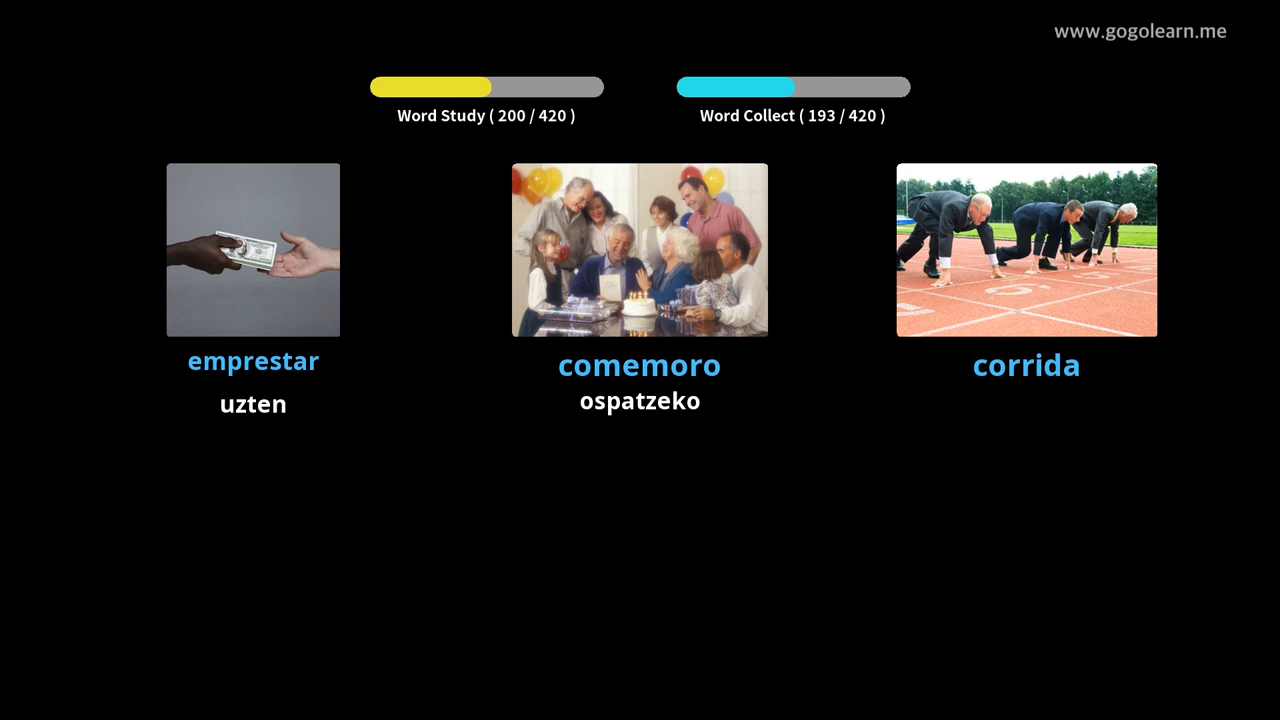 www.gogolearn.me
Word Study ( 200 / 420 )
Word Collect ( 193 / 420 )
emprestar
uzten
comemoro
ospatzeko
corrida